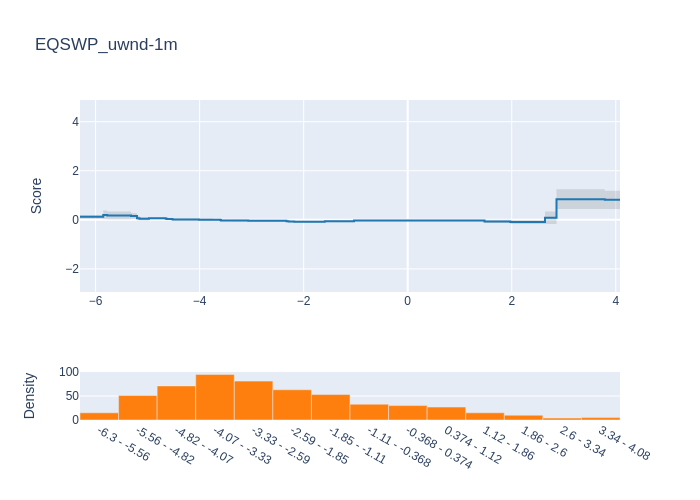 EQSWP_uwnd-1m
Score
4
2
0
−2
−6
−4
−2
0
2
4
Density
100
50
0
-6.3 - -5.56
-5.56 - -4.82
-4.82 - -4.07
-4.07 - -3.33
-3.33 - -2.59
-2.59 - -1.85
-1.85 - -1.11
-1.11 - -0.368
-0.368 - 0.374
0.374 - 1.12
1.12 - 1.86
1.86 - 2.6
2.6 - 3.34
3.34 - 4.08